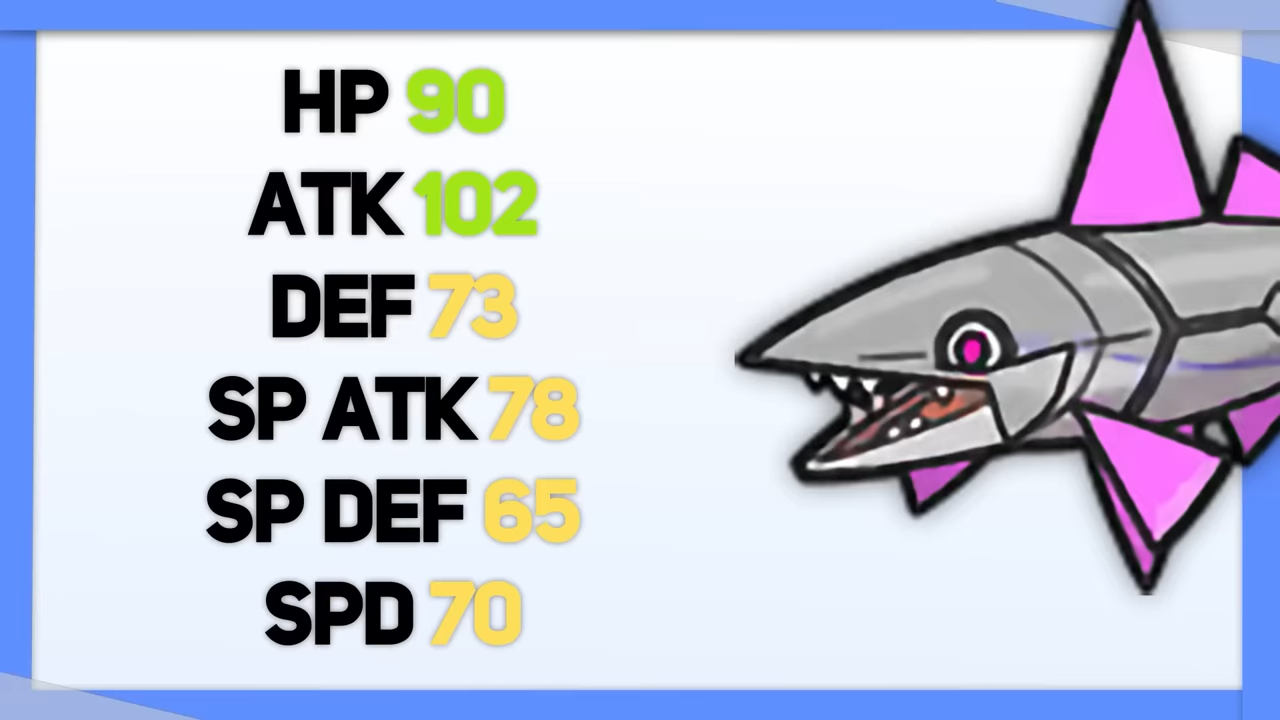 HP 90
ATK 102
DEF 73
SP ATK 78
SP DEF 65
SPD 70